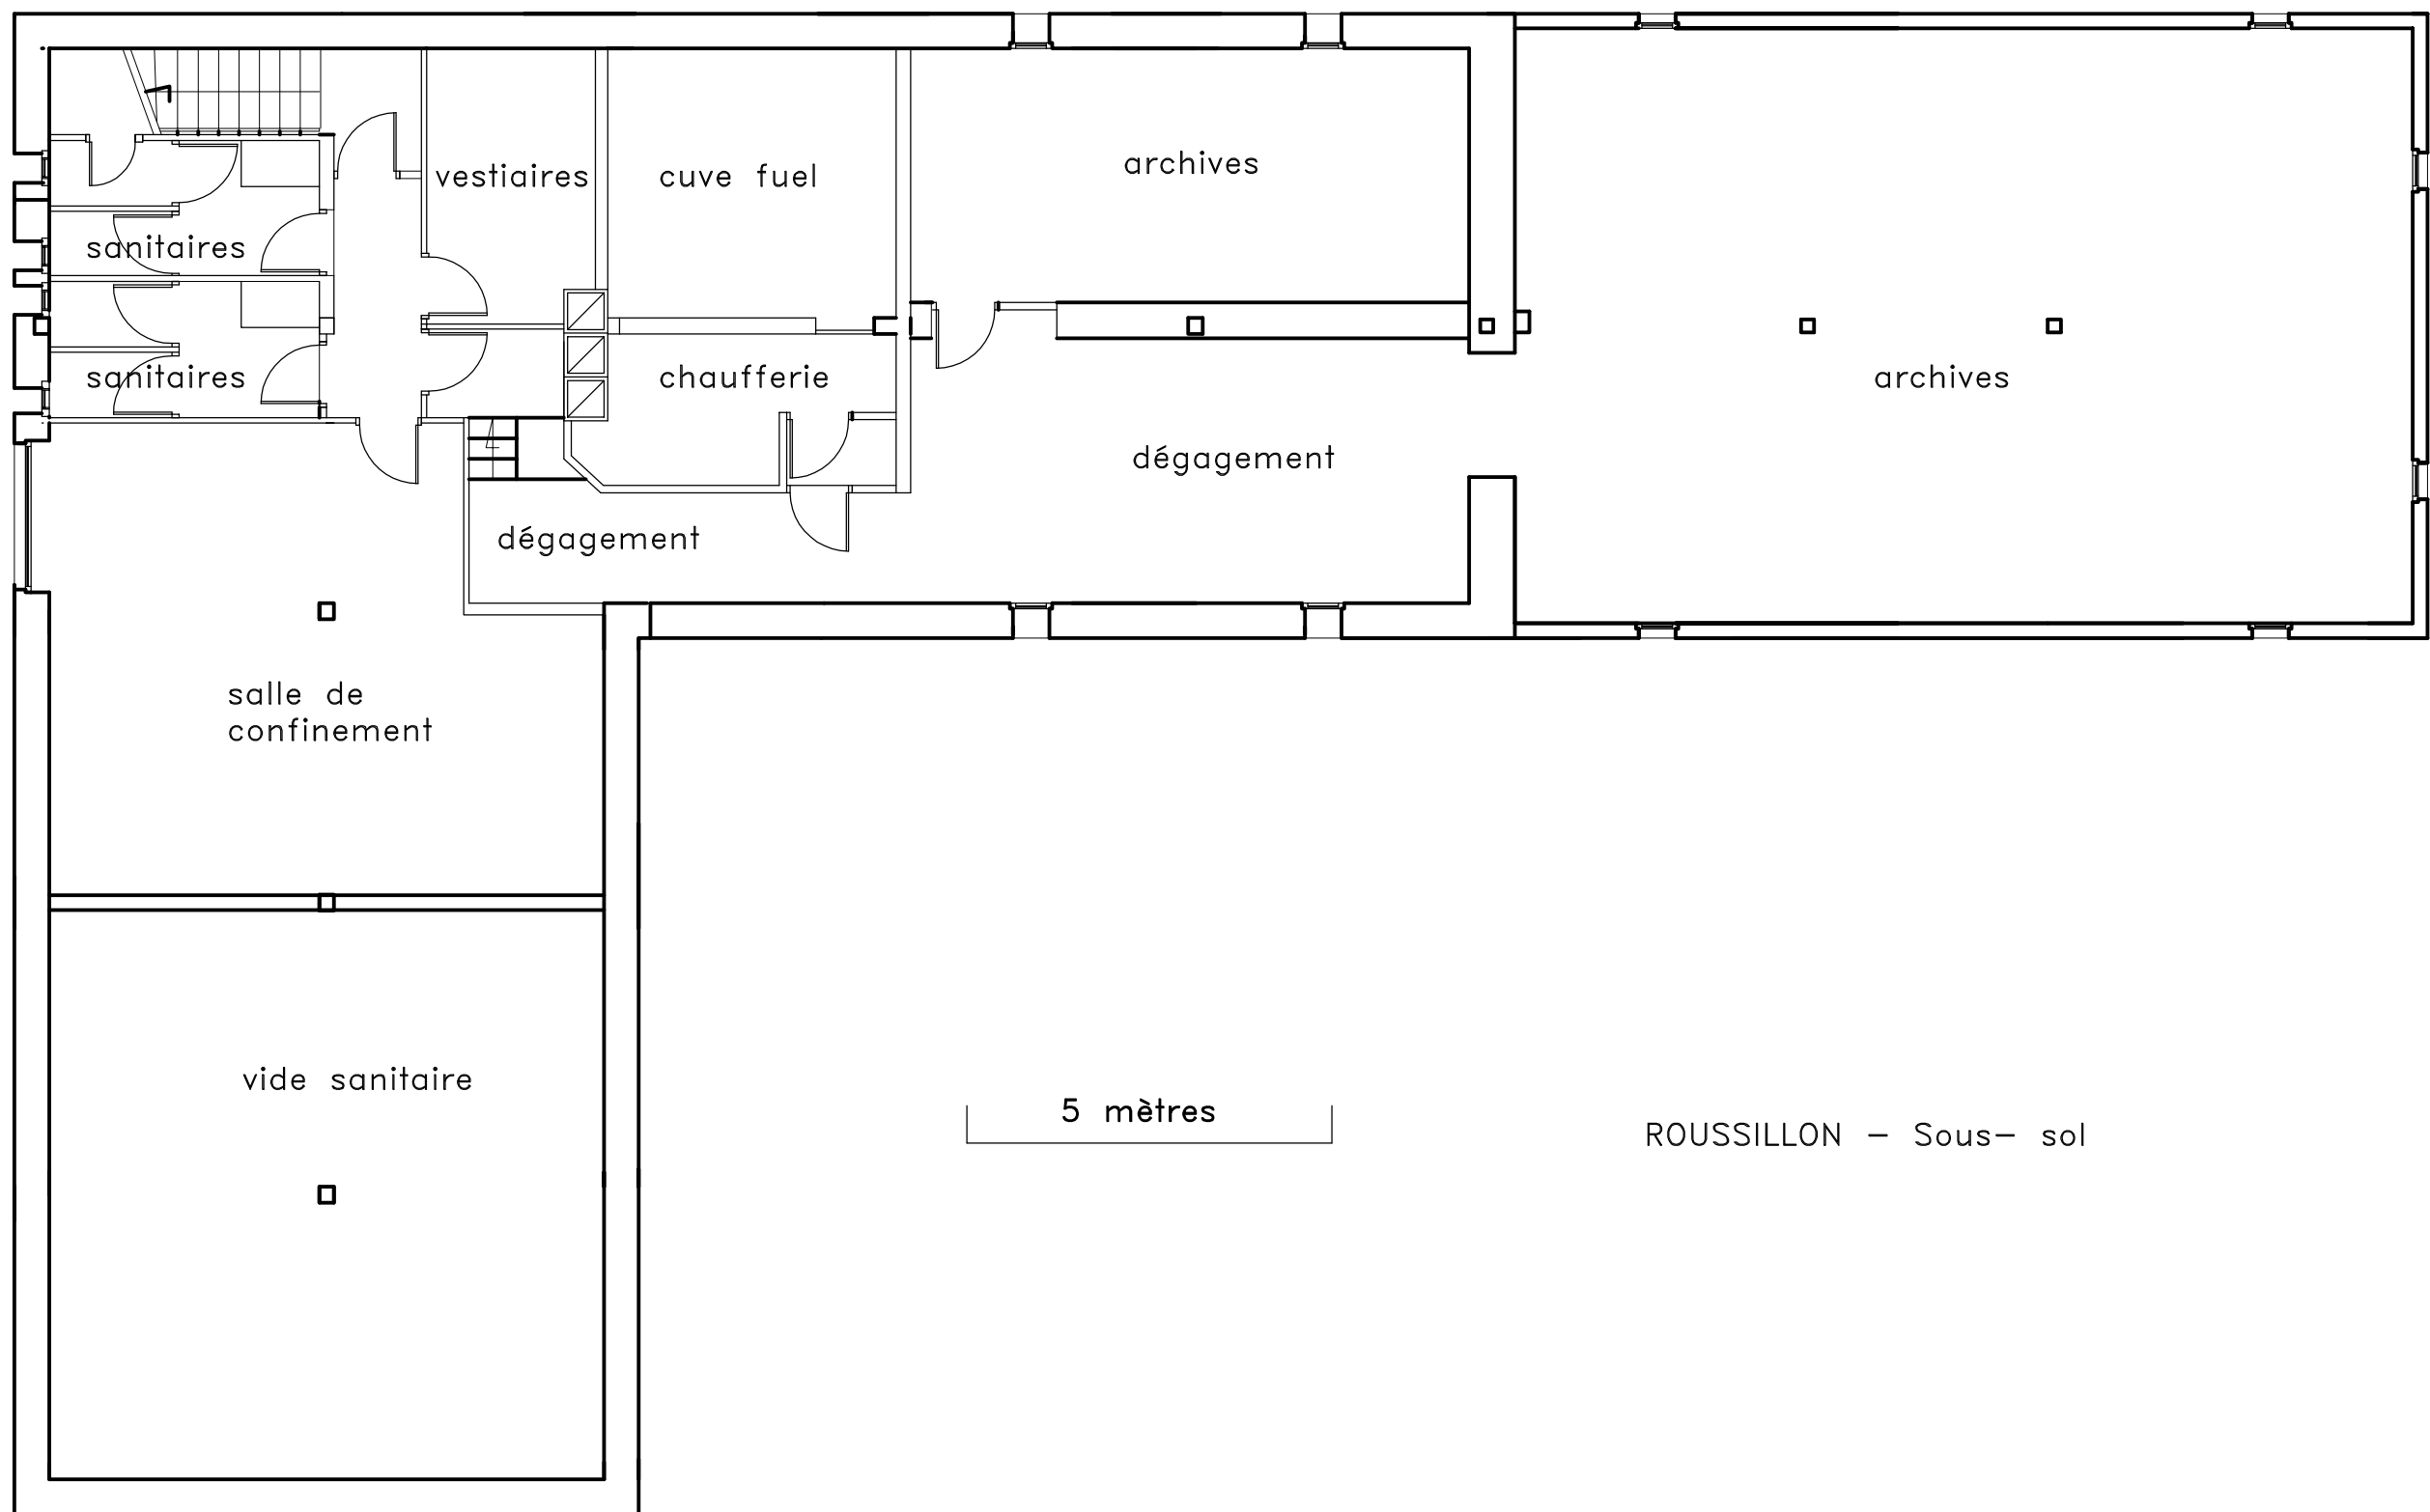 archives
vestiaires
cuve fuel
sanitaires
sanitaires
chaufferie
archives
dégagement
dégagement
salle de
confinement
vide sanitaire
5 mètres
ROUSSILLON - Sous- sol